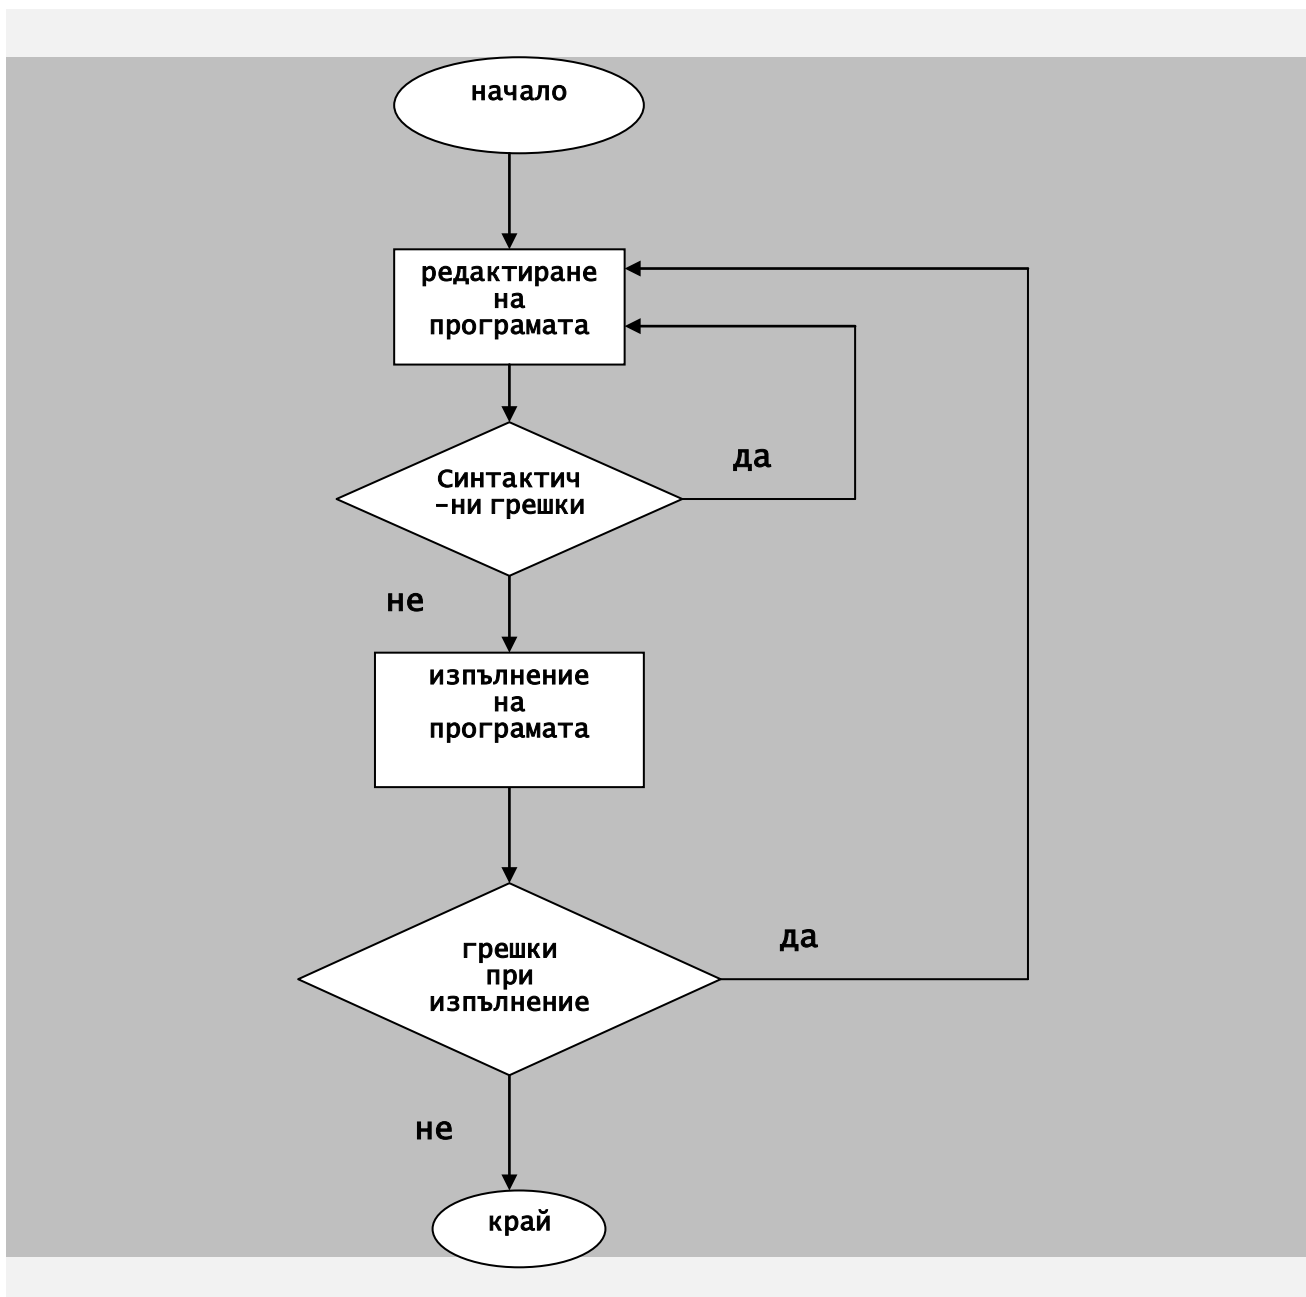 начало
редактиране
на
програмата
да
Синтактич
-ни грешки
не
изпълнение
на
програмата
да
грешки
при
изпълнение
не
край